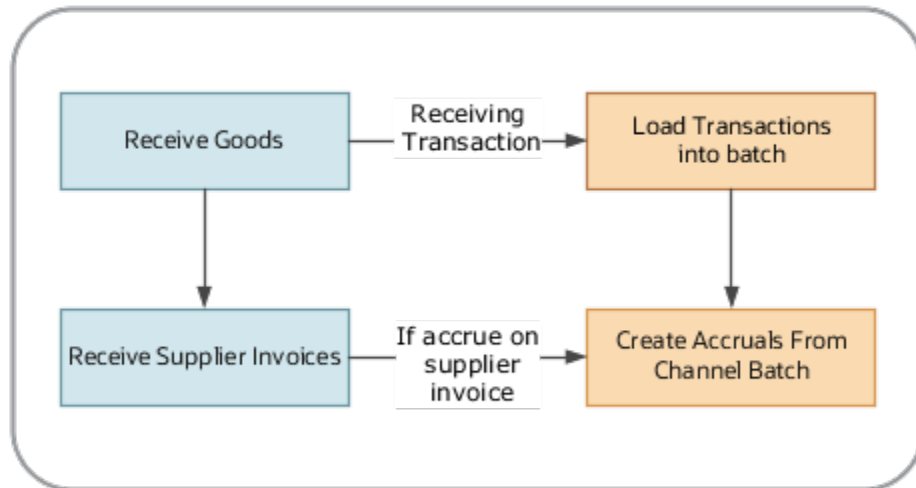 Receive Goods
Receiving
Transaction
Load Transactions
into batch
Receive Supplier Invoices
If accrue on
supplier
invoice
Create Accruals From
Channel Batch